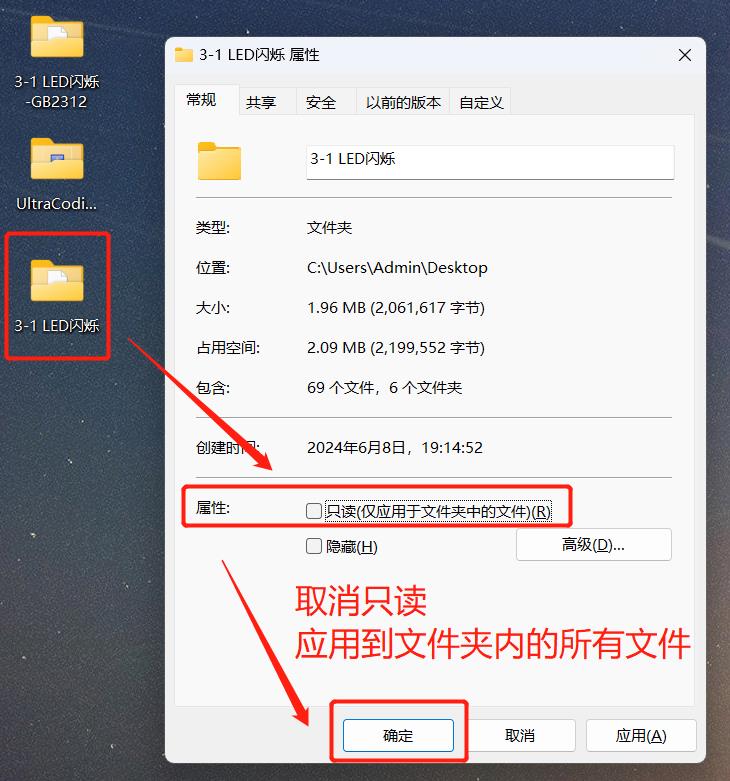 3-1 LED闪烁
-GB2312
UltraCodi...
3-1 LED闪烁
3-1 LED闪烁 属性
常规 共享 安全 以前的版本 自定义
3-1 LED闪烁
类型: 文件夹
位置: C:\Users\Admin\Desktop
大小: 1.96 MB (2,061,617 字节)
占用空间: 2.09 MB (2,199,552 字节)
包含: 69 个文件，6 个文件夹
创建时间: 2024年6月8日，19:14:52
属性: 只读(仅应用于文件夹中的文件)(R)
隐藏(H) 高级(D)...
取消只读
应用到文件夹内的所有文件
确定 取消 应用(A)